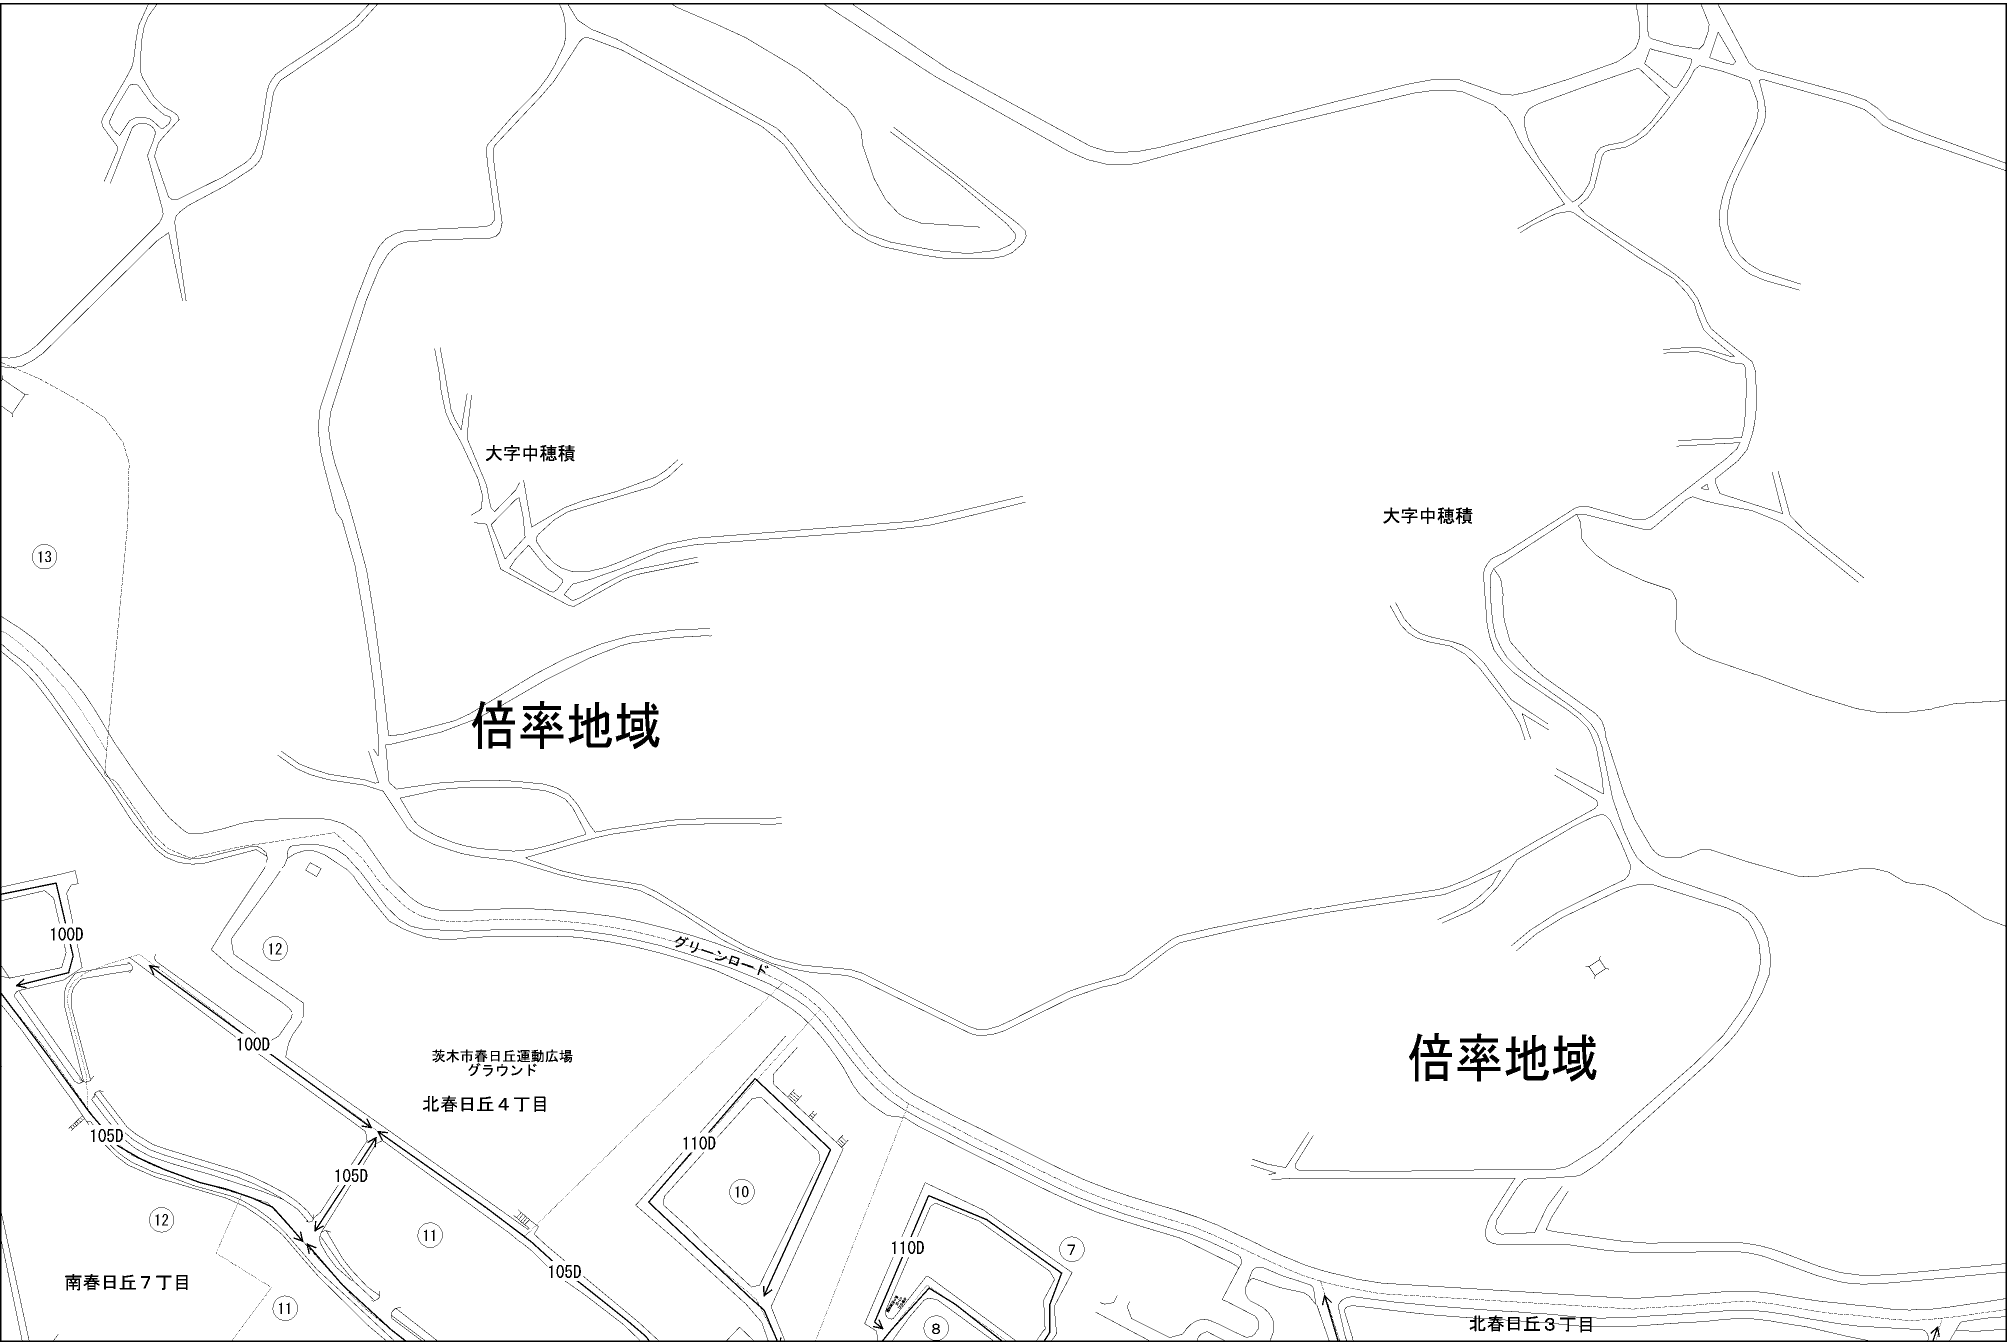 大字中穂積
大字中穂積
13
倍率地域
グリーンロード
100D
12
100D
倍率地域
茨木市春日丘運動広場
グラウンド
北春日丘４丁目
105D
110D
105D
10
12
11
110D
7
105D
南春日丘７丁目
11
8
北春日丘３丁目